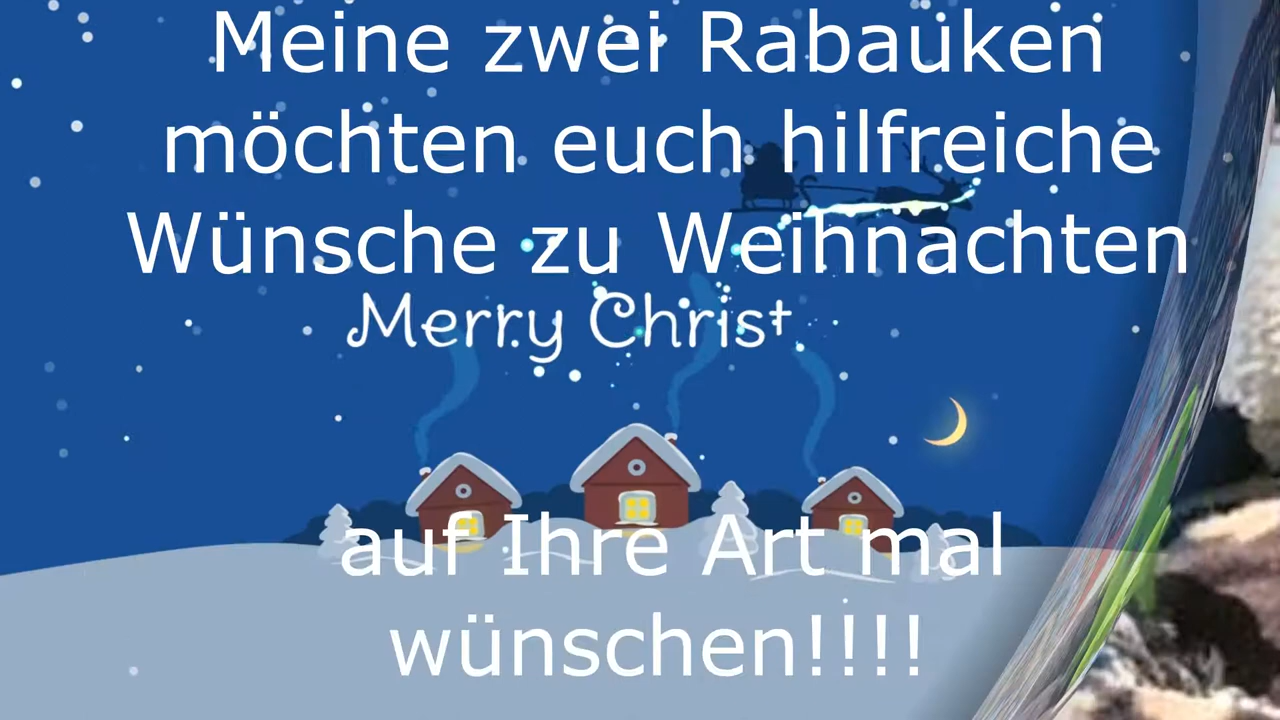 Meine zwei Rabauken
möchten euch hilfreiche
Wünsche zu Weihnachten
Merry Christ
auf Ihre Art mal
wünschen!!!!